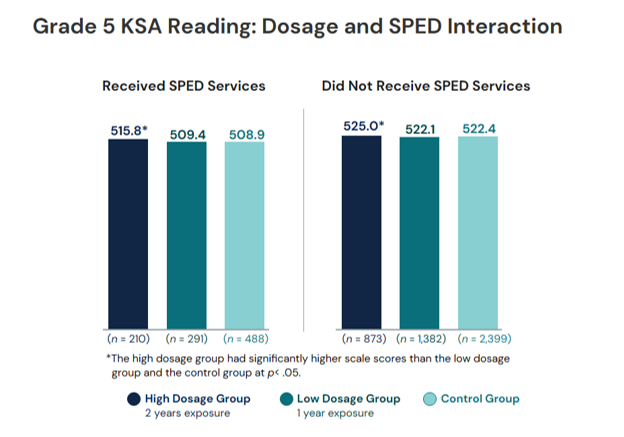 Grade 5 KSA Reading: Dosage and SPED Interaction
Received SPED Services
515.8* 509.4 508.9
(n = 210) (n = 291) (n = 488)
Did Not Receive SPED Services
525.0* 522.1 522.4
(n = 873) (n = 1,382) (n = 2,399)
*The high dosage group had significantly higher scale scores than the low dosage
group and the control group at p< .05.
High Dosage Group
2 years exposure
Low Dosage Group
1 year exposure
Control Group